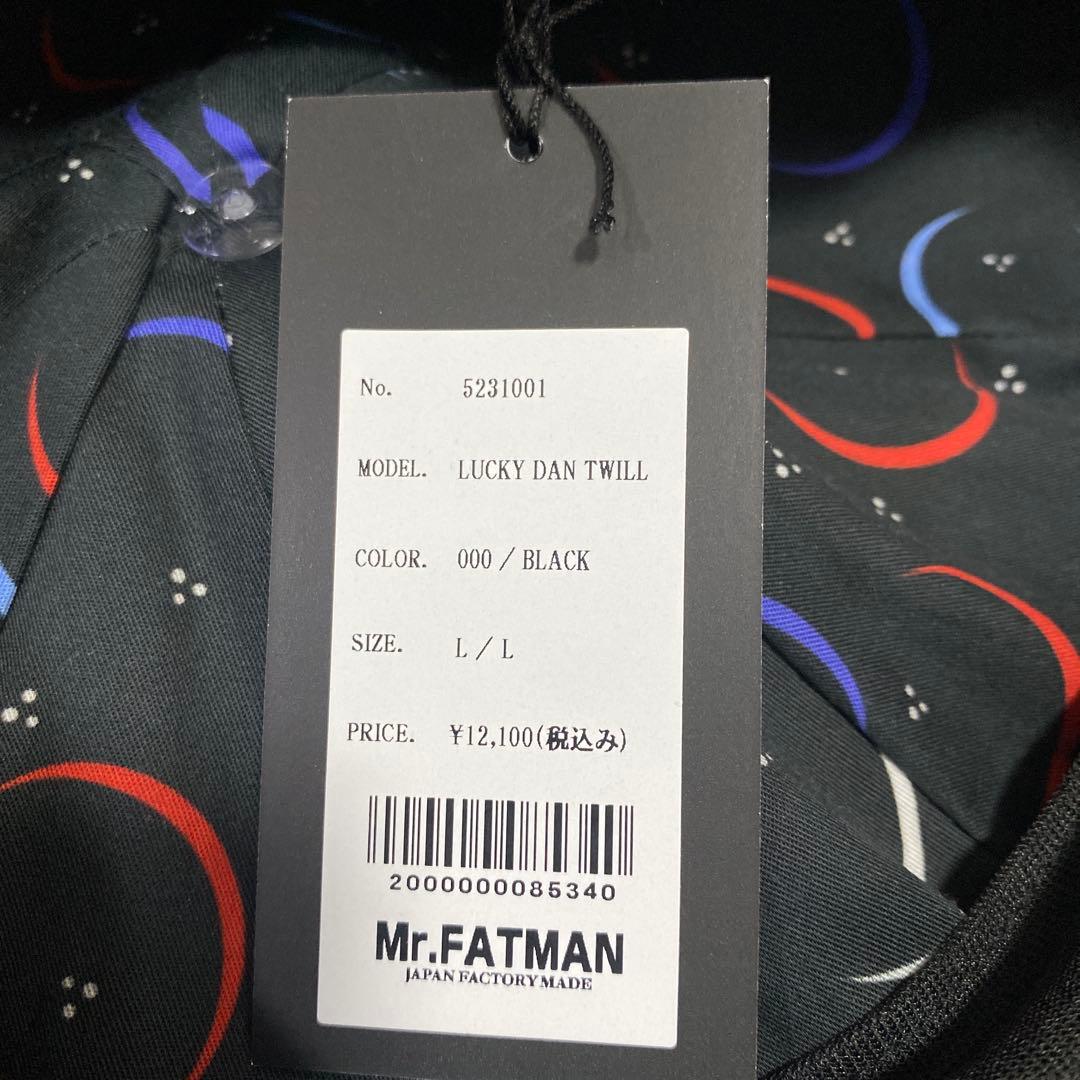 No. 5231001
MODEL. LUCKY DAN TWILL
COLOR. 000 / BLACK
SIZE. L / L
PRICE. ¥12,100(税込み)
2000000085340
Mr.FATMAN
JAPAN FACTORY MADE